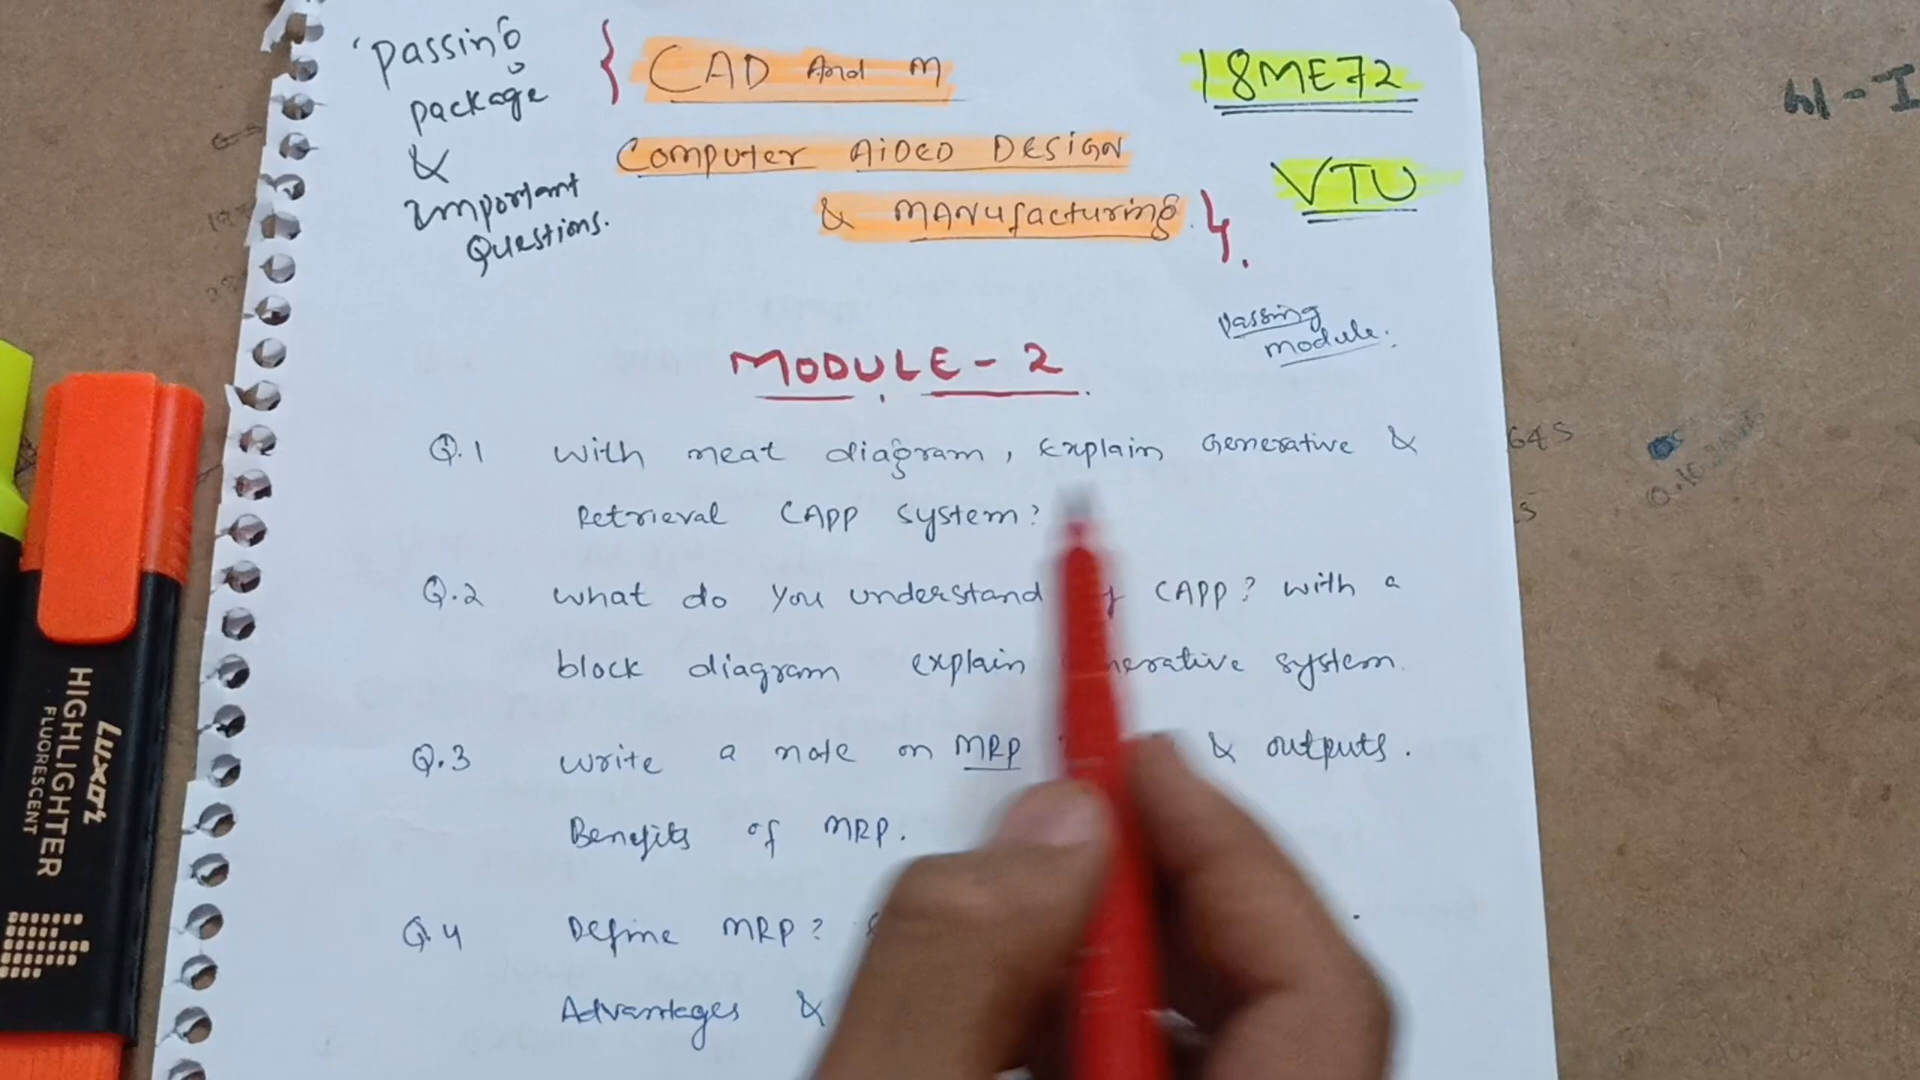 'Passing
package
&
Important
Questions.
CAD And M
Computer AiDED DESiGN
& MANufacturing.
18ME72
VTU
Passing
module.
MODULE - 2
Q.1 With neat diagram, Explain Generative &
Retrieval CAPP system?
Q.2 What do you understand CAPP? With a
block diagram explain system.
Q.3 Write a note on MRP & outputs.
Benefits of MRP.
Q.4 Define MRP?
Advantages &
Luxor
HIGHLIGHTER
FLUORESCENT